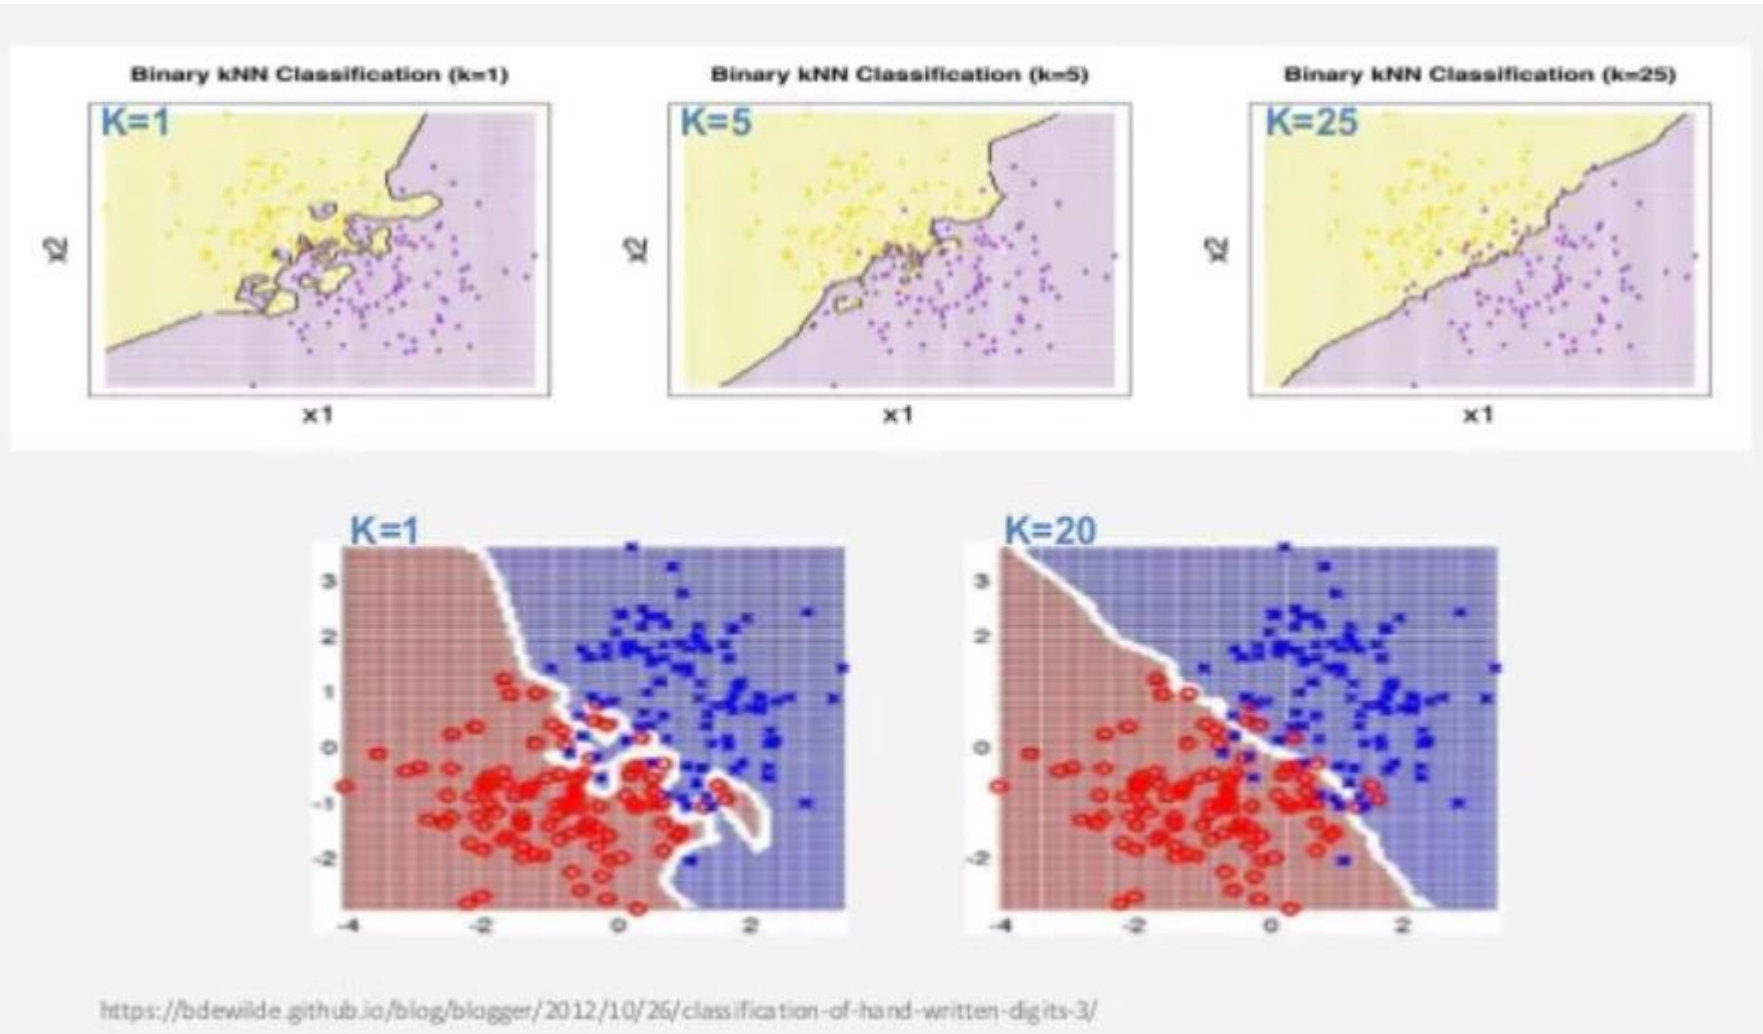 Binary kNN Classification (k=1)
Binary kNN Classification (k=5)
Binary kNN Classification (k=25)
K=1
K=5
K=25
x2
x2
x2
x1
x1
x1
K=1
K=20
3
2
1
0
-1
-2
-4
-2
0
2
3
2
1
0
-1
-2
-4
-2
0
2
https://bdewilde.github.io/blog/blogger/2012/10/26/classification-of-hand-written-digits-3/